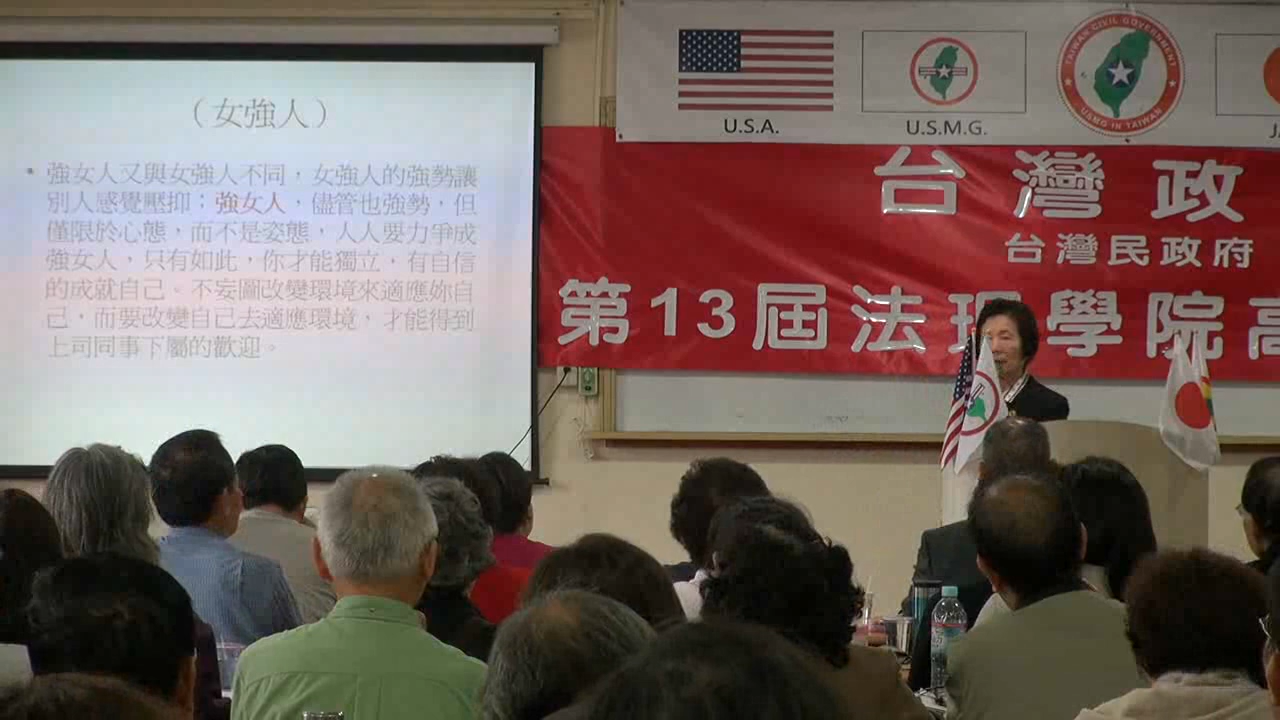 （女強人）
• 強女人又與女強人不同，女強人的強勢讓
別人感覺壓抑；強女人，儘管也強勢，但
僅限於心態，而不是姿態，人人要力爭成
強女人，只有如此，你才能獨立，有自信
的成就自己。不妄圖改變環境來適應妳自
己，而要改變自己去適應環境，才能得到
上司同事下屬的歡迎。
U.S.A.
U.S.M.G.
TAIWAN CIVIL GOVERNMENT
USMG IN TAIWAN
台灣政
台灣民政府
第13屆法理學院高